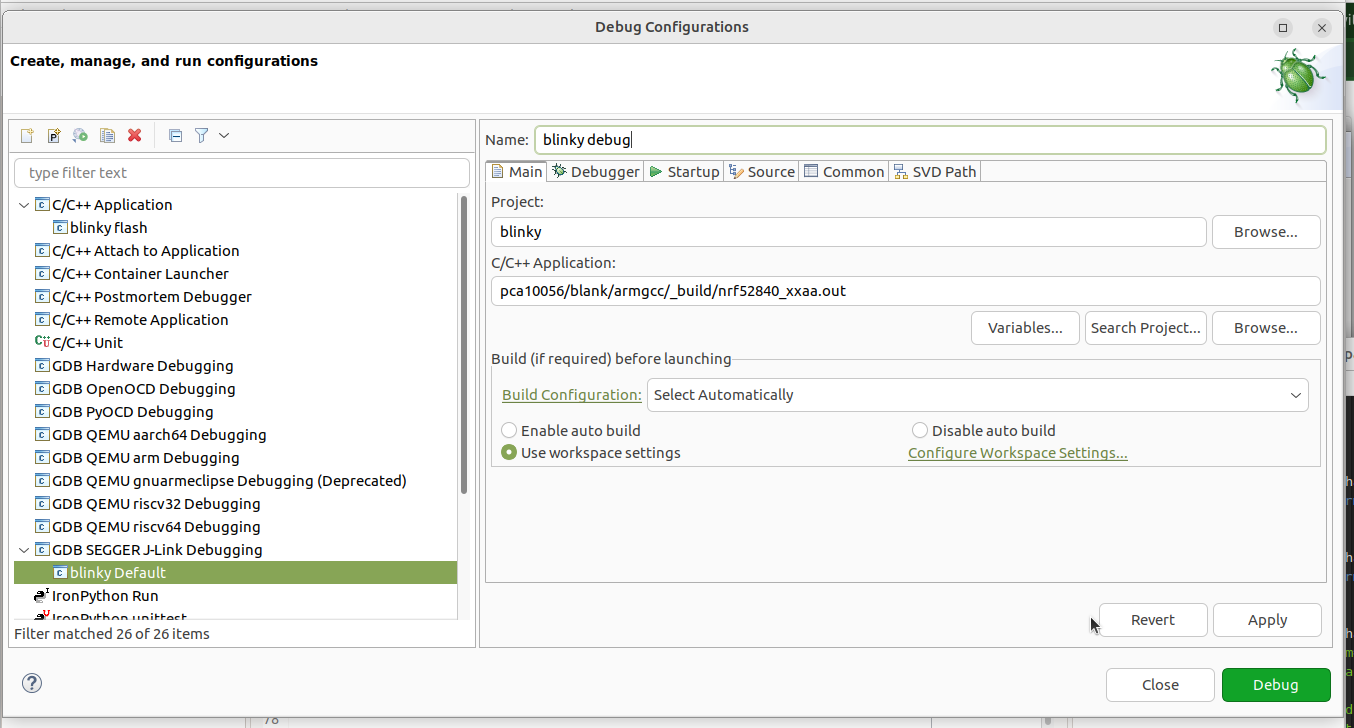 Debug Configurations
Create, manage, and run configurations
type filter text
C/C++ Application
blinky flash
C/C++ Attach to Application
C/C++ Container Launcher
C/C++ Postmortem Debugger
C/C++ Remote Application
C/C++ Unit
GDB Hardware Debugging
GDB OpenOCD Debugging
GDB PyOCD Debugging
GDB QEMU aarch64 Debugging
GDB QEMU arm Debugging
GDB QEMU gnuarmeclipse Debugging (Deprecated)
GDB QEMU riscv32 Debugging
GDB QEMU riscv64 Debugging
GDB SEGGER J-Link Debugging
blinky Default
IronPython Run
IronPython unittest
Filter matched 26 of 26 items
Name: blinky debug
Main Debugger Startup Source Common SVD Path
Project:
blinky Browse...
C/C++ Application:
pca10056/blank/armgcc/_build/nrf52840_xxaa.out
Variables... Search Project... Browse...
Build (if required) before launching
Build Configuration: Select Automatically
Enable auto build Disable auto build
Use workspace settings Configure Workspace Settings...
Revert Apply
Close Debug
78